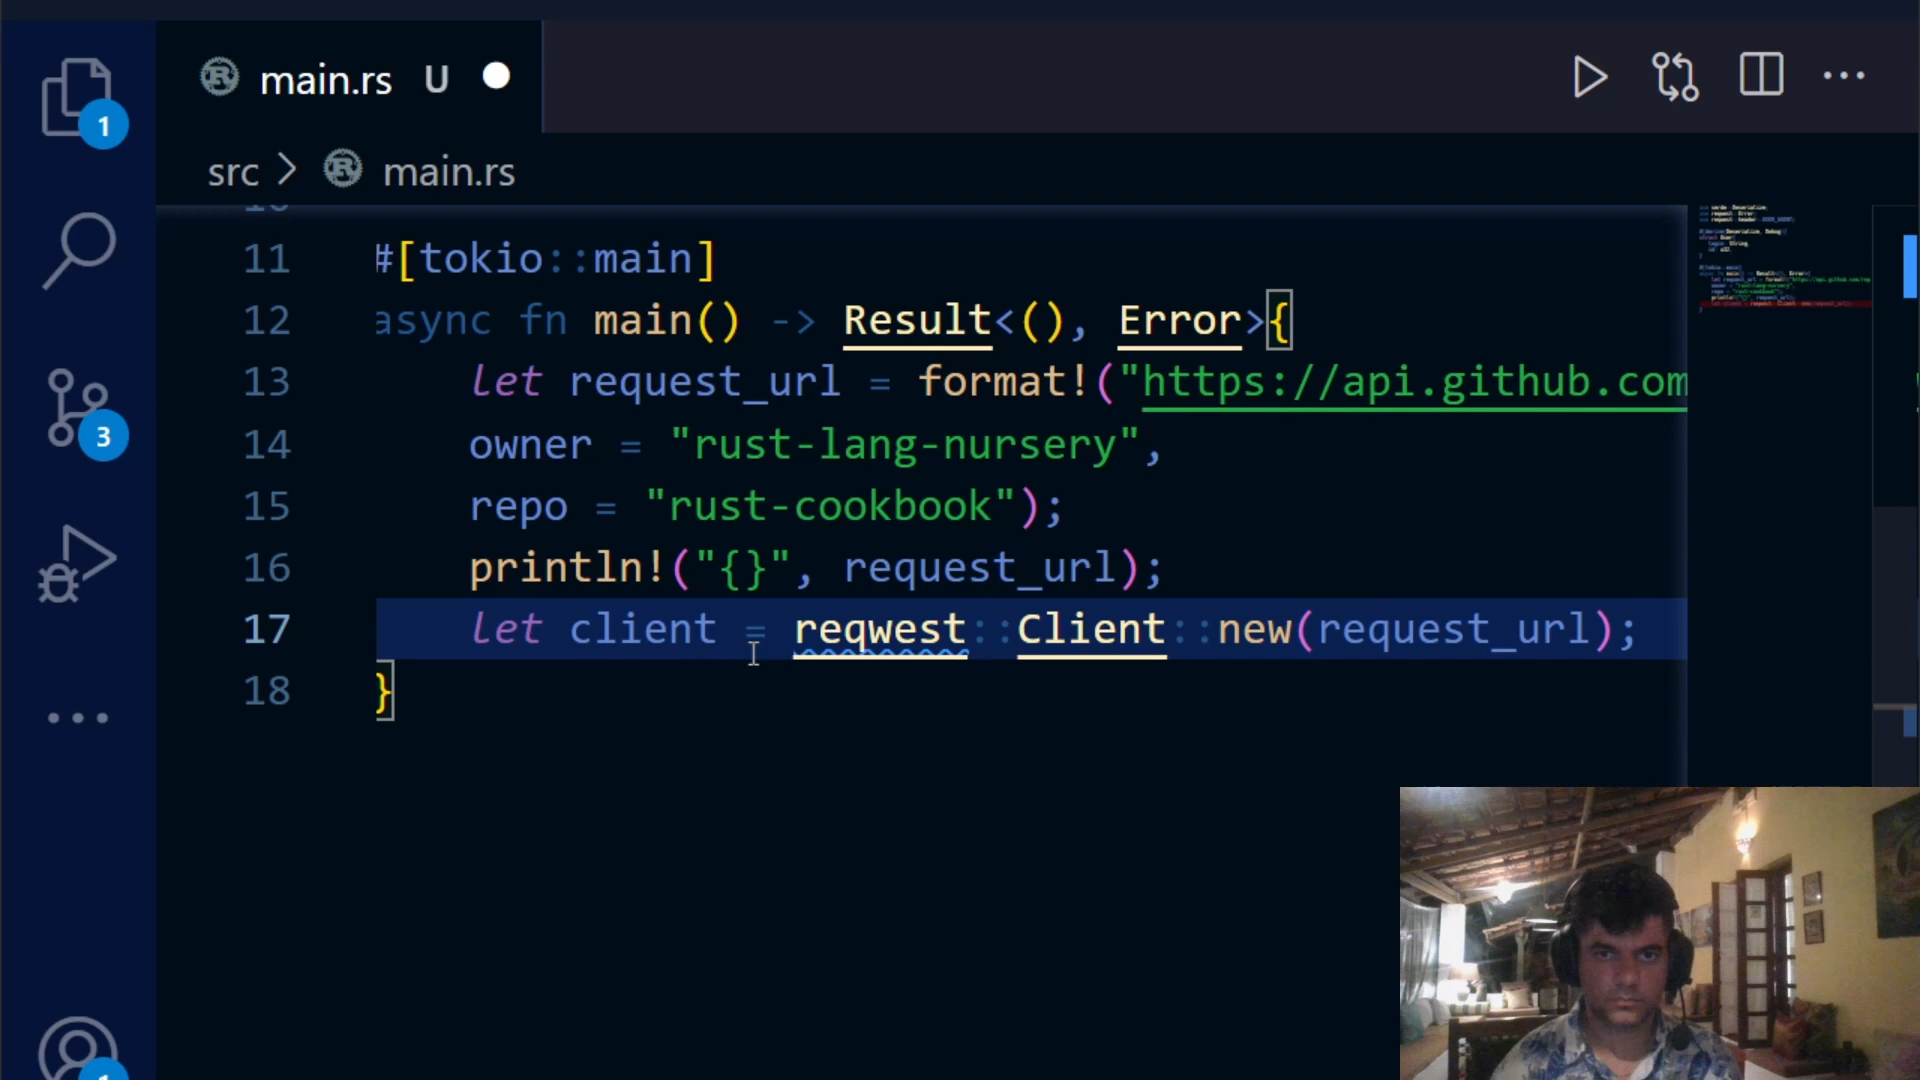 main.rs U
src > main.rs
1
3
11 #[tokio::main]
12 async fn main() -> Result<(), Error>{
13 let request_url = format!("https://api.github.com
14 owner = "rust-lang-nursery",
15 repo = "rust-cookbook");
16 println!("{}", request_url);
17 let client = reqwest::Client::new(request_url);
18 }